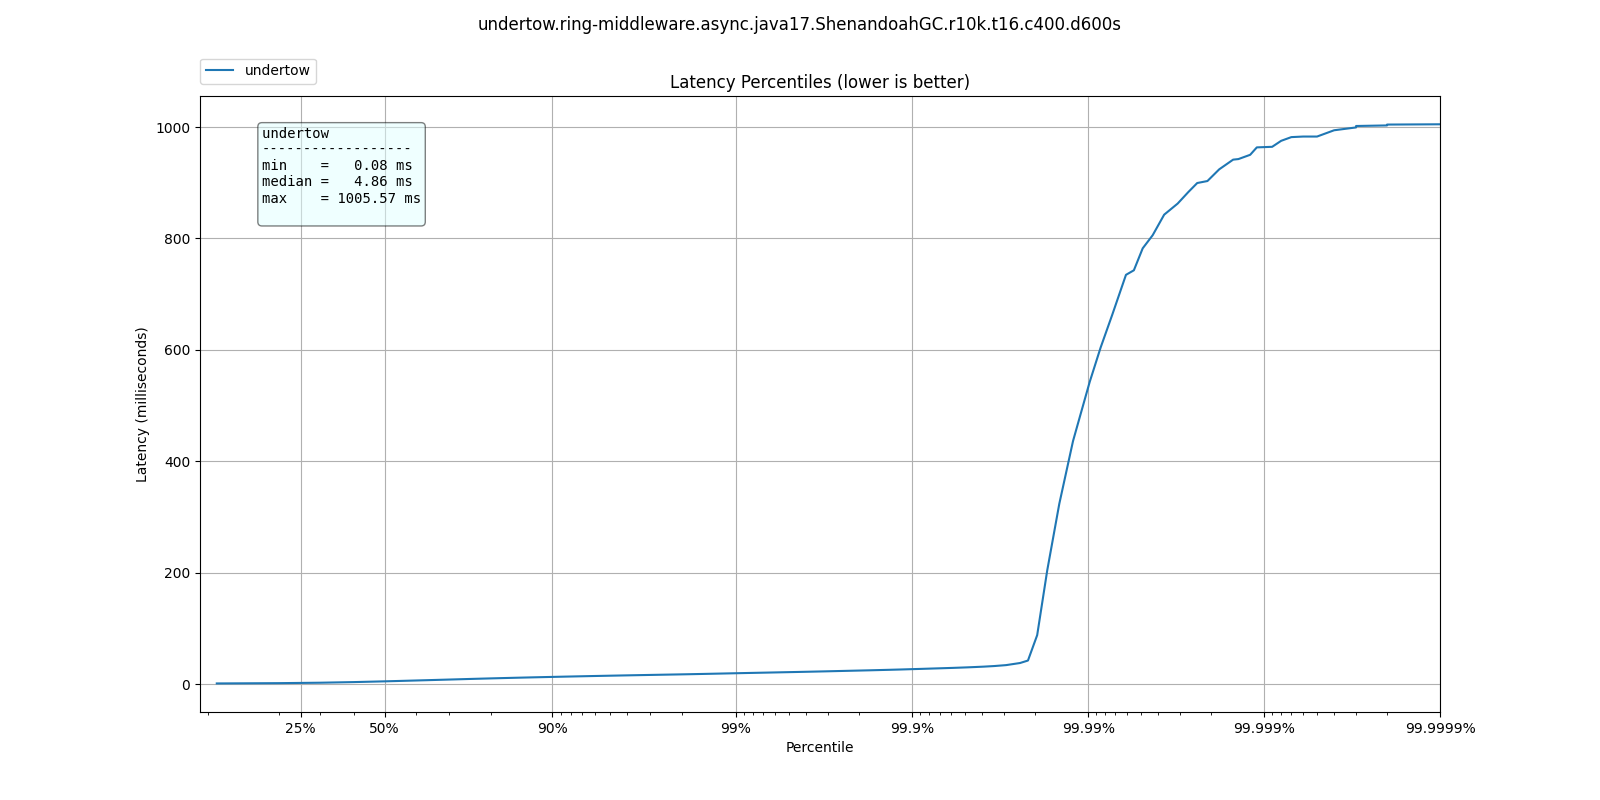 undertow.ring-middleware.async.java17.ShenandoahGC.r10k.t16.c400.d600s
undertow
Latency Percentiles (lower is better)
undertow
------------------
min    =   0.08 ms
median =   4.86 ms
max    = 1005.57 ms
1000
800
600
400
200
0
Latency (milliseconds)
25% 50% 90% 99% 99.9% 99.99% 99.999% 99.9999%
Percentile